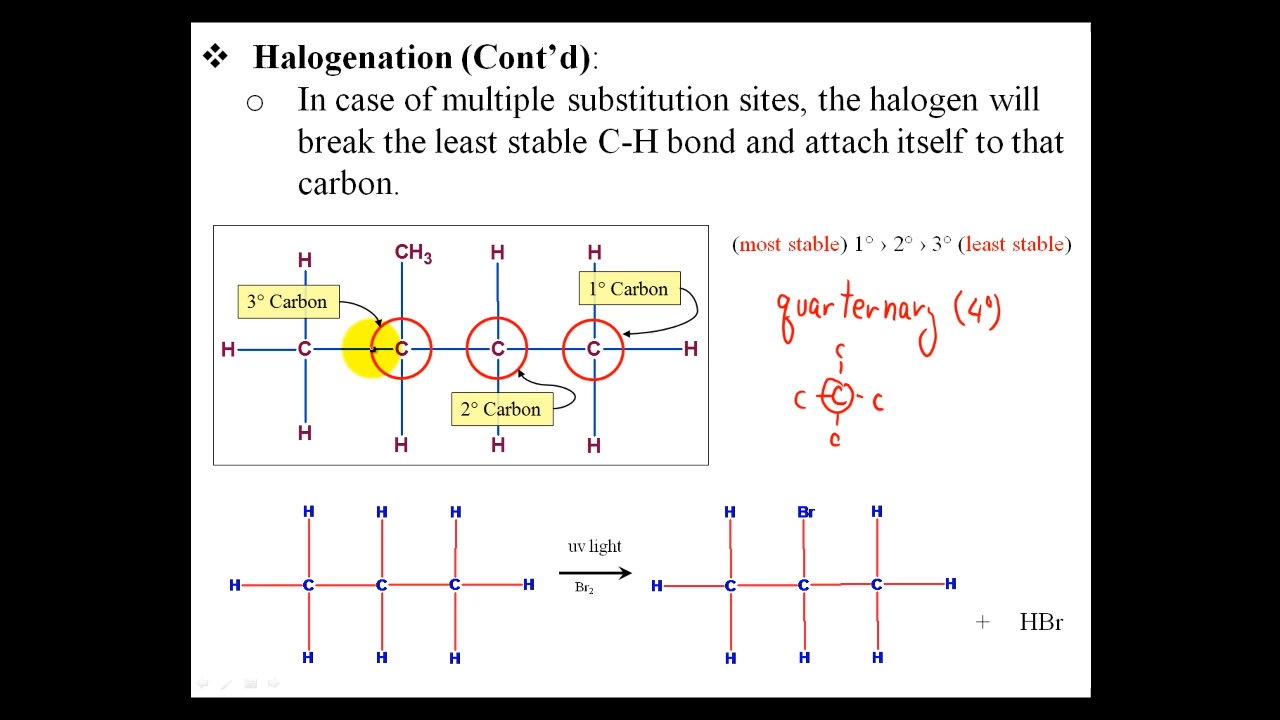 ❖ Halogenation (Cont’d):
o In case of multiple substitution sites, the halogen will
break the least stable C-H bond and attach itself to that
carbon.
(most stable) 1° › 2° › 3° (least stable)
H CH3 H H
3° Carbon
1° Carbon
H C C C C H
2° Carbon
H H H H
quarternary (4°)
C
C C C
C
H H H
H C C C H
H H H
uv light
Br2
H Br H
H C C C H
H H H
+ HBr